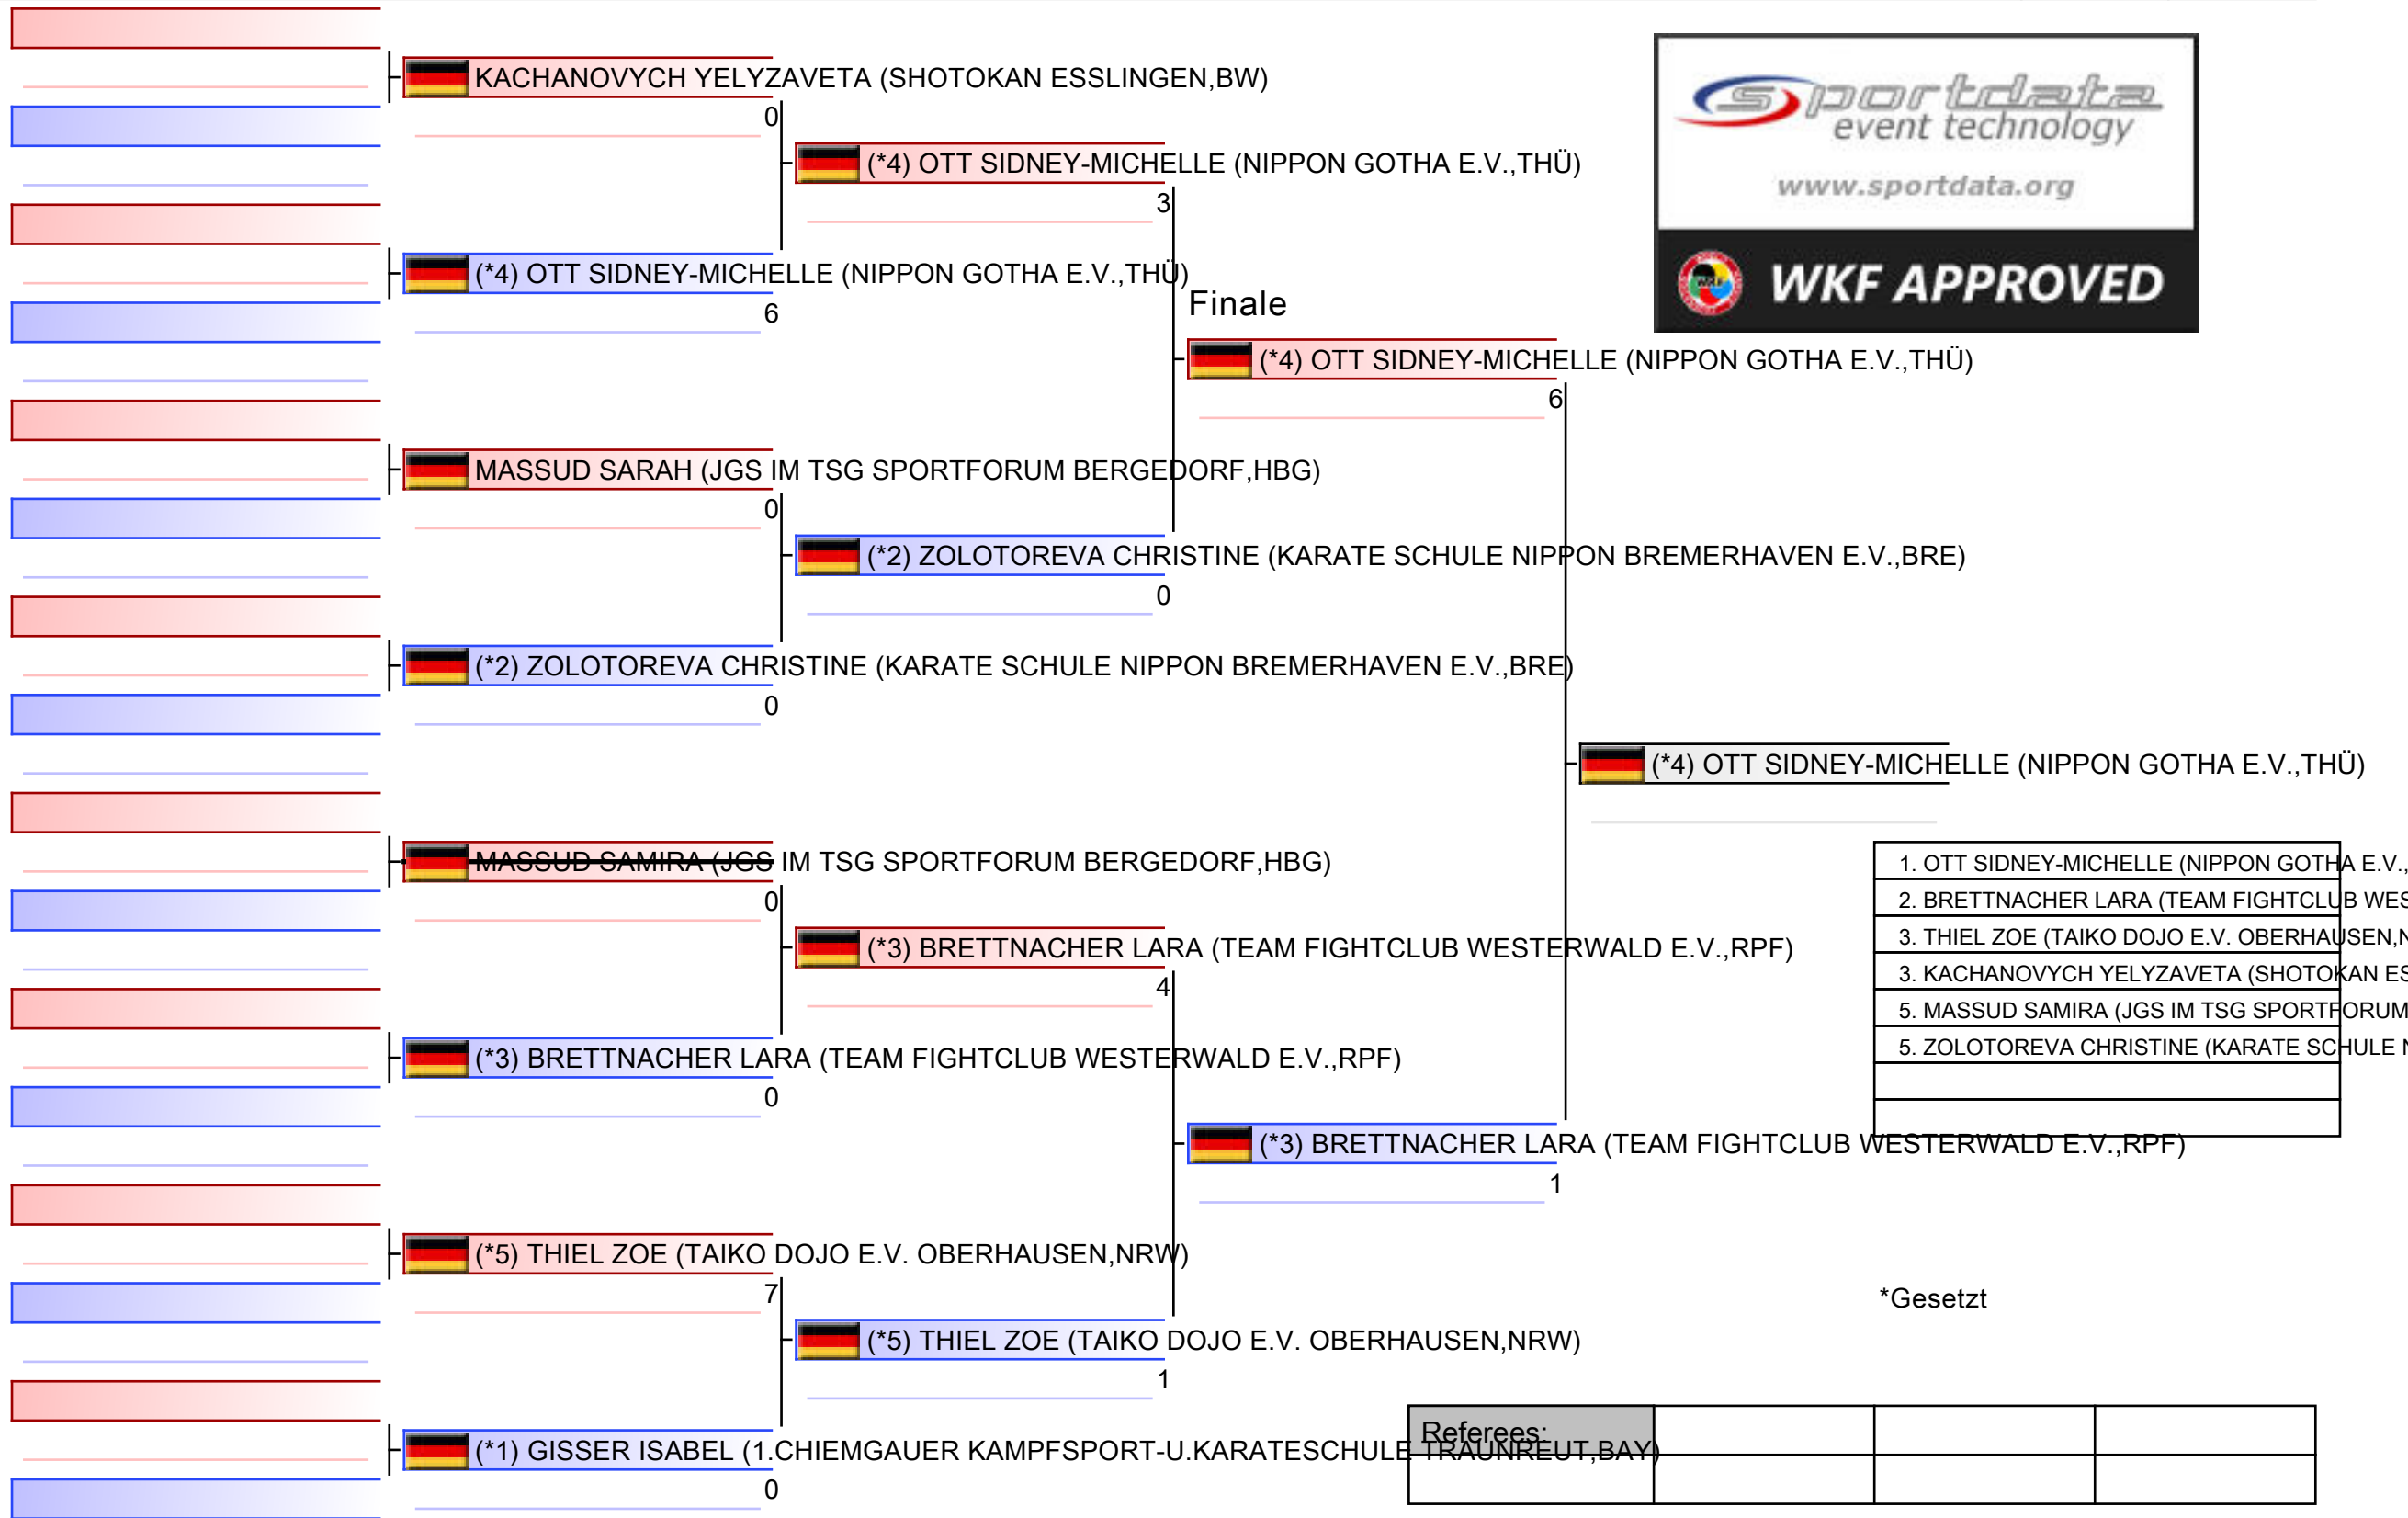 KACHANOVYCH YELYZAVETA (SHOTOKAN ESSLINGEN,BW)
0
(*4) OTT SIDNEY-MICHELLE (NIPPON GOTHA E.V.,THÜ)
3
(*4) OTT SIDNEY-MICHELLE (NIPPON GOTHA E.V.,THÜ)
6
sportdata
event technology
www.sportdata.org
WKF
WKF APPROVED
Finale
(*4) OTT SIDNEY-MICHELLE (NIPPON GOTHA E.V.,THÜ)
6
MASSUD SARAH (JGS IM TSG SPORTFORUM BERGEDORF,HBG)
0
(*2) ZOLOTOREVA CHRISTINE (KARATE SCHULE NIPPON BREMERHAVEN E.V.,BRE)
0
(*2) ZOLOTOREVA CHRISTINE (KARATE SCHULE NIPPON BREMERHAVEN E.V.,BRE)
0
(*4) OTT SIDNEY-MICHELLE (NIPPON GOTHA E.V.,THÜ)
MASSUD SAMIRA (JGS IM TSG SPORTFORUM BERGEDORF,HBG)
0
(*3) BRETTNACHER LARA (TEAM FIGHTCLUB WESTERWALD E.V.,RPF)
4
(*3) BRETTNACHER LARA (TEAM FIGHTCLUB WESTERWALD E.V.,RPF)
0
(*3) BRETTNACHER LARA (TEAM FIGHTCLUB WESTERWALD E.V.,RPF)
1
1. OTT SIDNEY-MICHELLE (NIPPON GOTHA E.V.,
2. BRETTNACHER LARA (TEAM FIGHTCLUB WES
3. THIEL ZOE (TAIKO DOJO E.V. OBERHAUSEN,N
3. KACHANOVYCH YELYZAVETA (SHOTOKAN ES
5. MASSUD SAMIRA (JGS IM TSG SPORTFORUM
5. ZOLOTOREVA CHRISTINE (KARATE SCHULE N
(*5) THIEL ZOE (TAIKO DOJO E.V. OBERHAUSEN,NRW)
7
(*5) THIEL ZOE (TAIKO DOJO E.V. OBERHAUSEN,NRW)
1
*Gesetzt
(*1) GISSER ISABEL (1.CHIEMGAUER KAMPFSPORT-U.KARATESCHULE TRAUNREUT,BAY)
0
Referees: